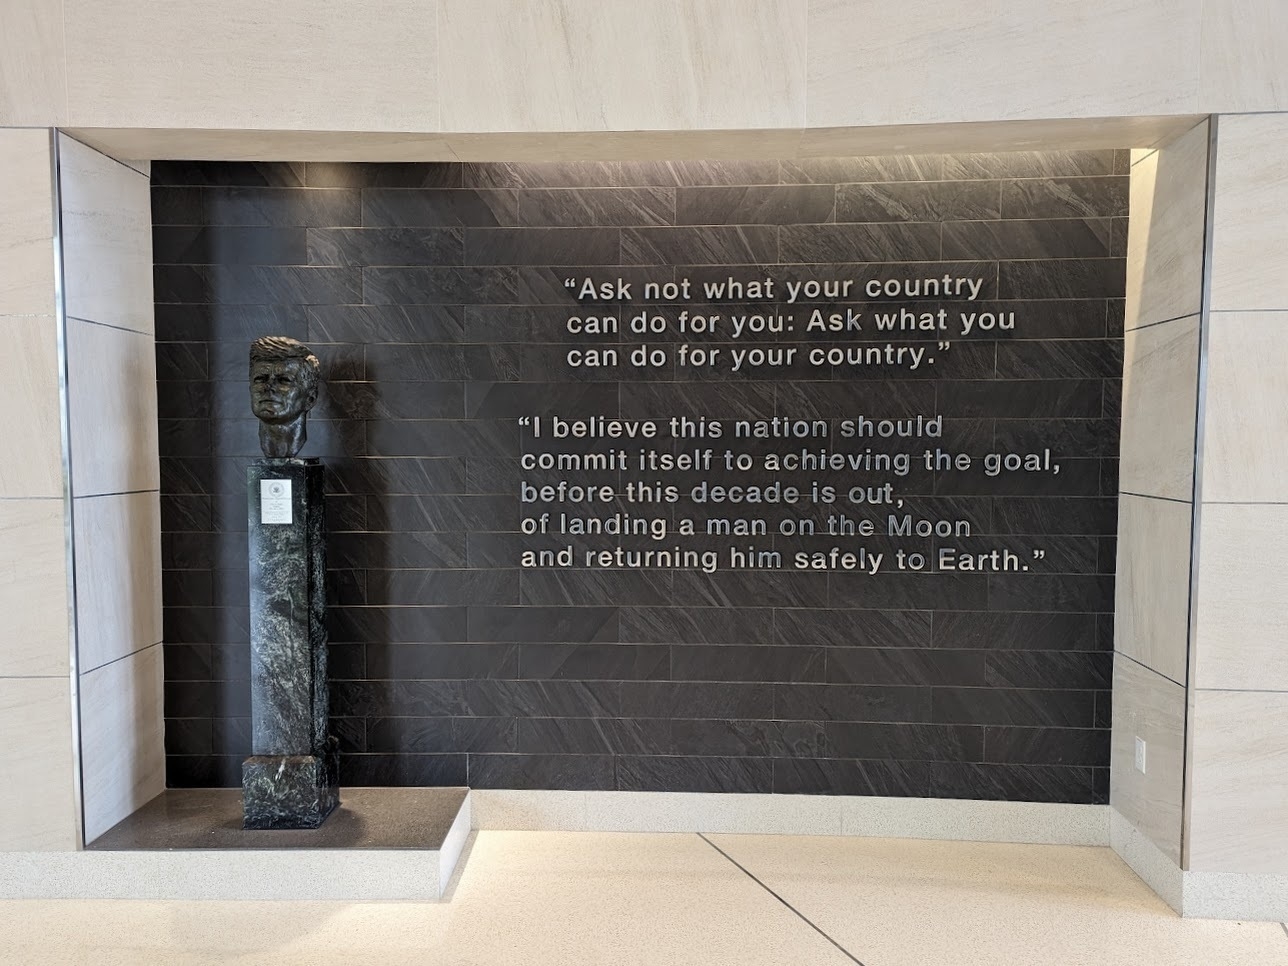 “Ask not what your country
can do for you: Ask what you
can do for your country.”
“I believe this nation should
commit itself to achieving the goal,
before this decade is out,
of landing a man on the Moon
and returning him safely to Earth.”